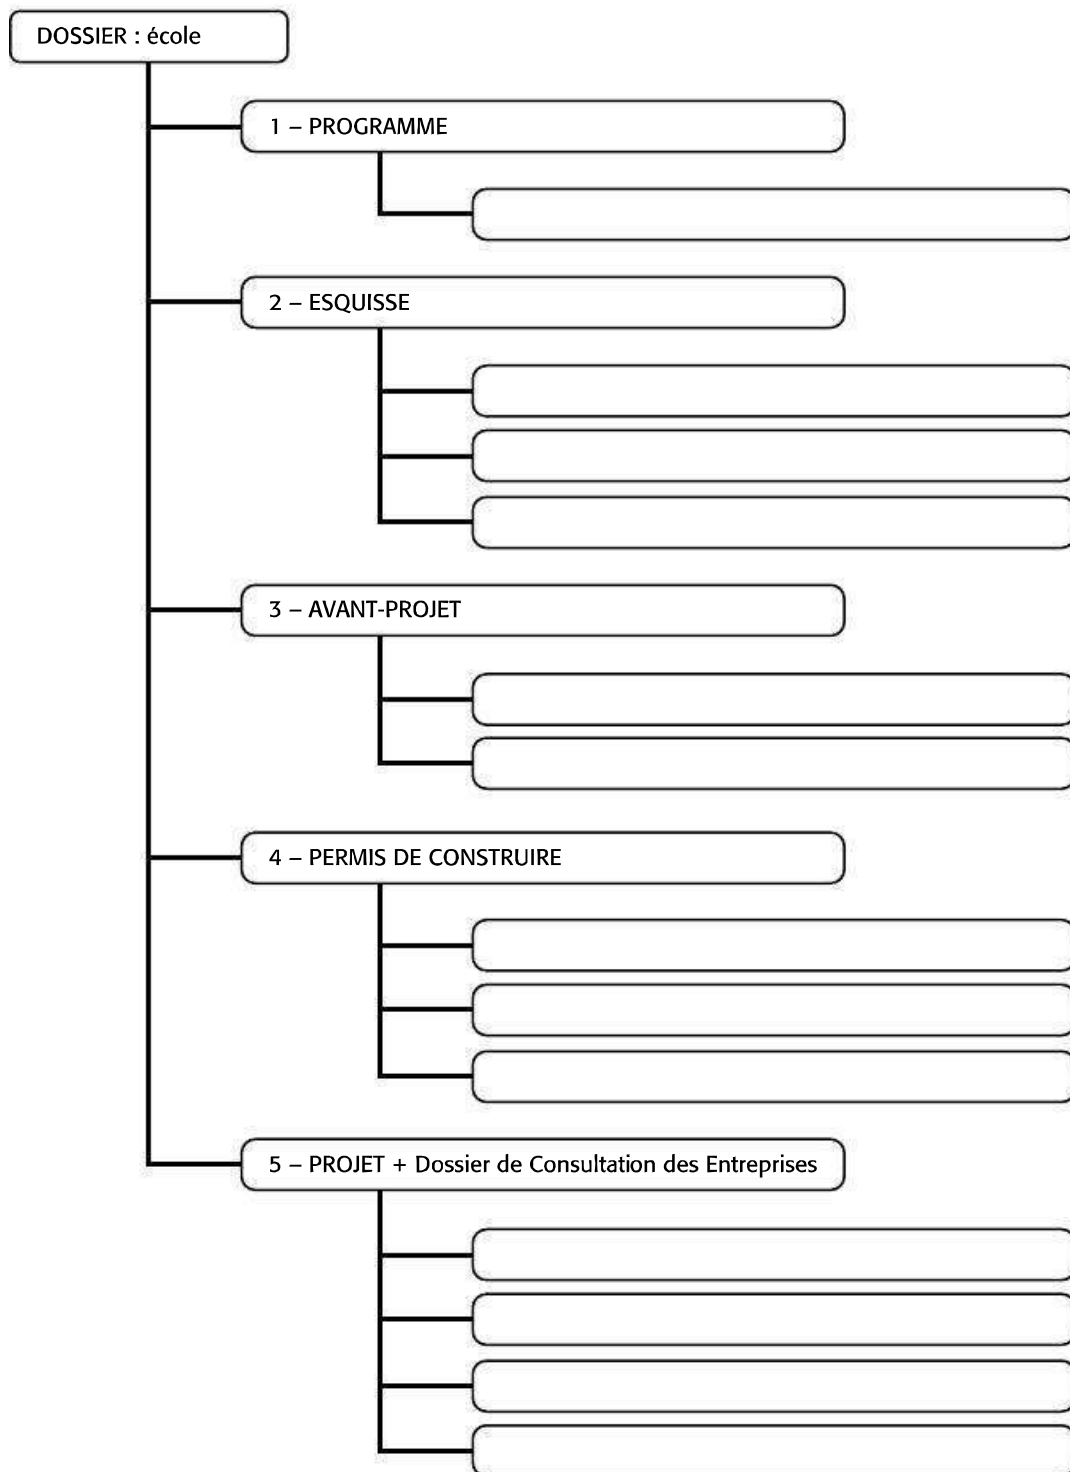 DOSSIER : école
1 – PROGRAMME
2 – ESQUISSE
3 – AVANT-PROJET
4 – PERMIS DE CONSTRUIRE
5 – PROJET + Dossier de Consultation des Entreprises